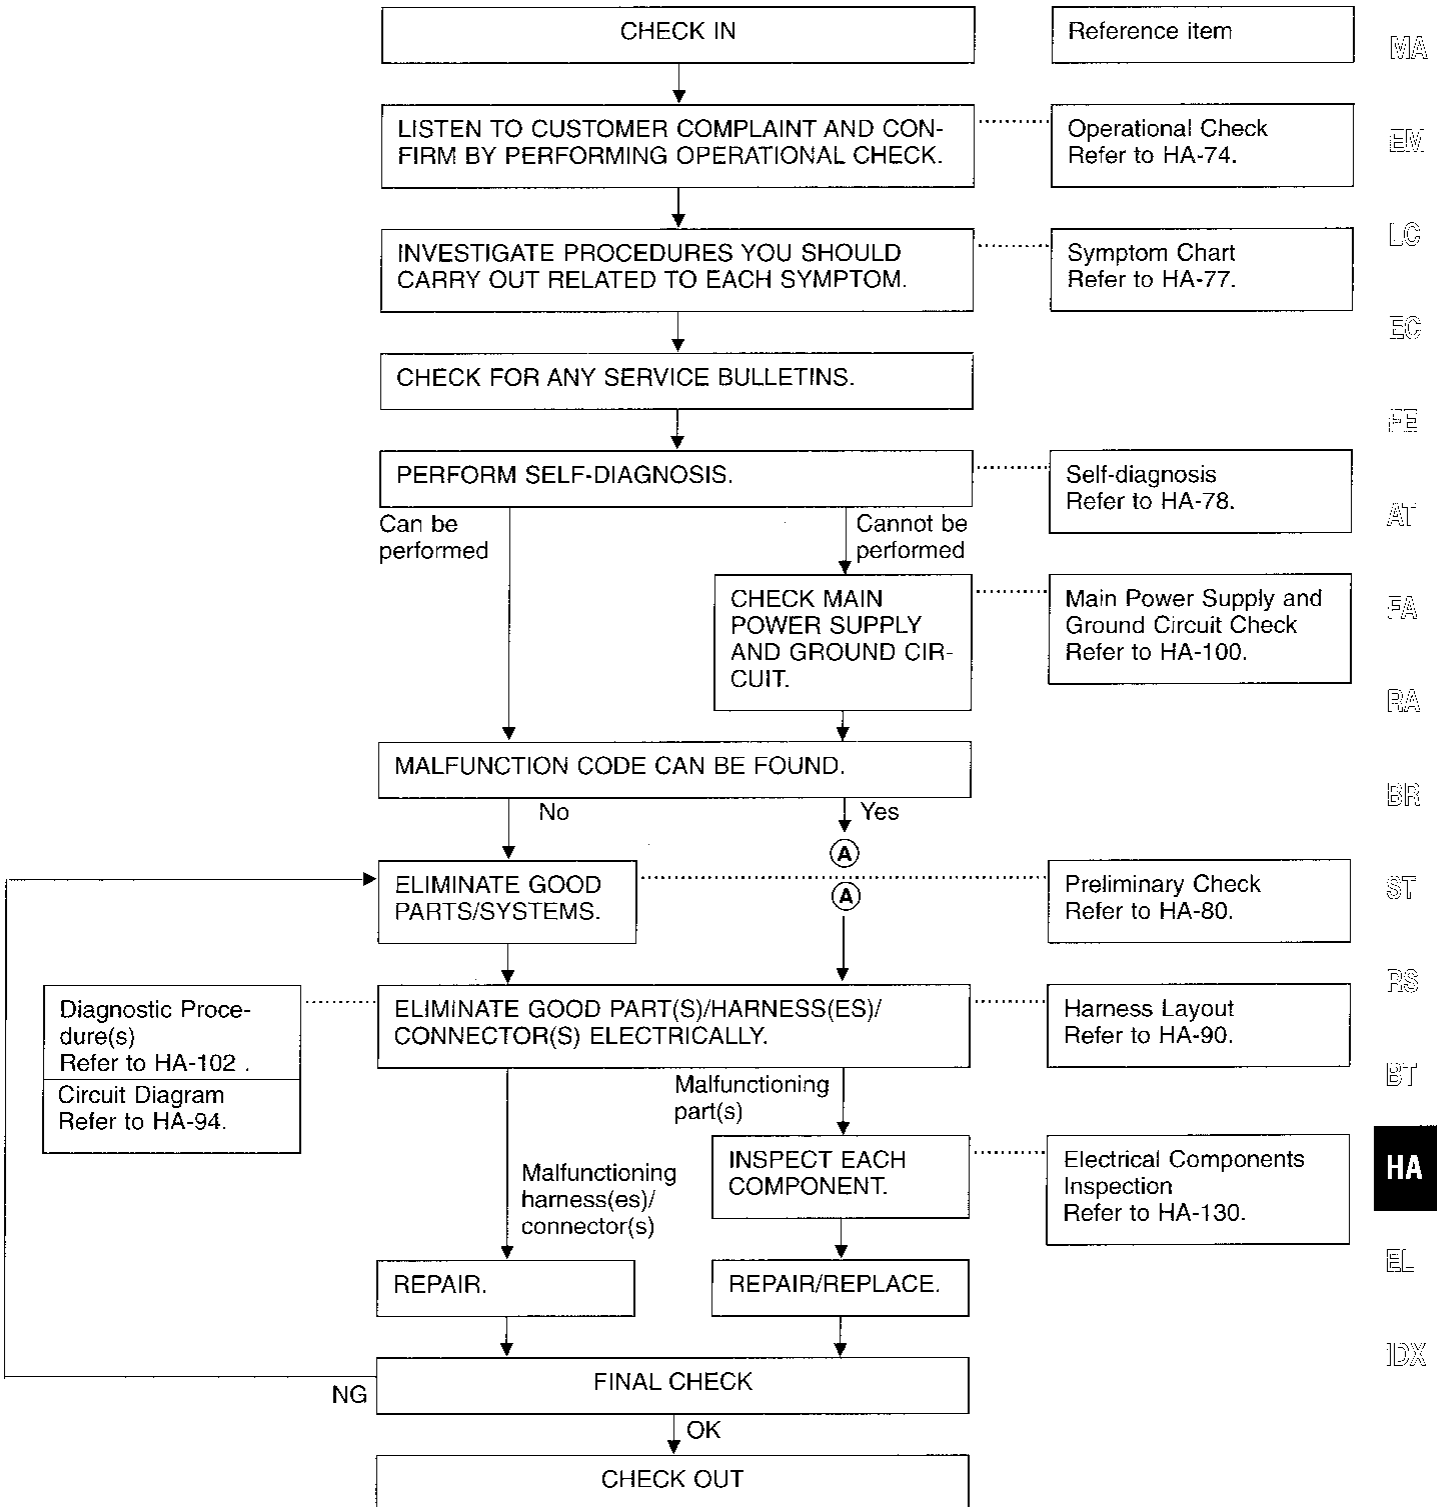 CHECK IN
Reference item
MA
LISTEN TO CUSTOMER COMPLAINT AND CON-
FIRM BY PERFORMING OPERATIONAL CHECK.
Operational Check
Refer to HA-74.
EM
INVESTIGATE PROCEDURES YOU SHOULD
CARRY OUT RELATED TO EACH SYMPTOM.
Symptom Chart
Refer to HA-77.
LC
EC
CHECK FOR ANY SERVICE BULLETINS.
FE
PERFORM SELF-DIAGNOSIS.
Self-diagnosis
Refer to HA-78.
AT
Can be
performed
Cannot be
performed
CHECK MAIN
POWER SUPPLY
AND GROUND CIR-
CUIT.
Main Power Supply and
Ground Circuit Check
Refer to HA-100.
FA
RA
MALFUNCTION CODE CAN BE FOUND.
BR
No
Yes
A
A
ELIMINATE GOOD
PARTS/SYSTEMS.
Preliminary Check
Refer to HA-80.
ST
RS
Diagnostic Proce-
dure(s)
Refer to HA-102 .
Circuit Diagram
Refer to HA-94.
ELIMINATE GOOD PART(S)/HARNESS(ES)/
CONNECTOR(S) ELECTRICALLY.
Harness Layout
Refer to HA-90.
BT
Malfunctioning
part(s)
Malfunctioning
harness(es)/
connector(s)
INSPECT EACH
COMPONENT.
Electrical Components
Inspection
Refer to HA-130.
HA
EL
REPAIR.
REPAIR/REPLACE.
IDX
NG
FINAL CHECK
OK
CHECK OUT